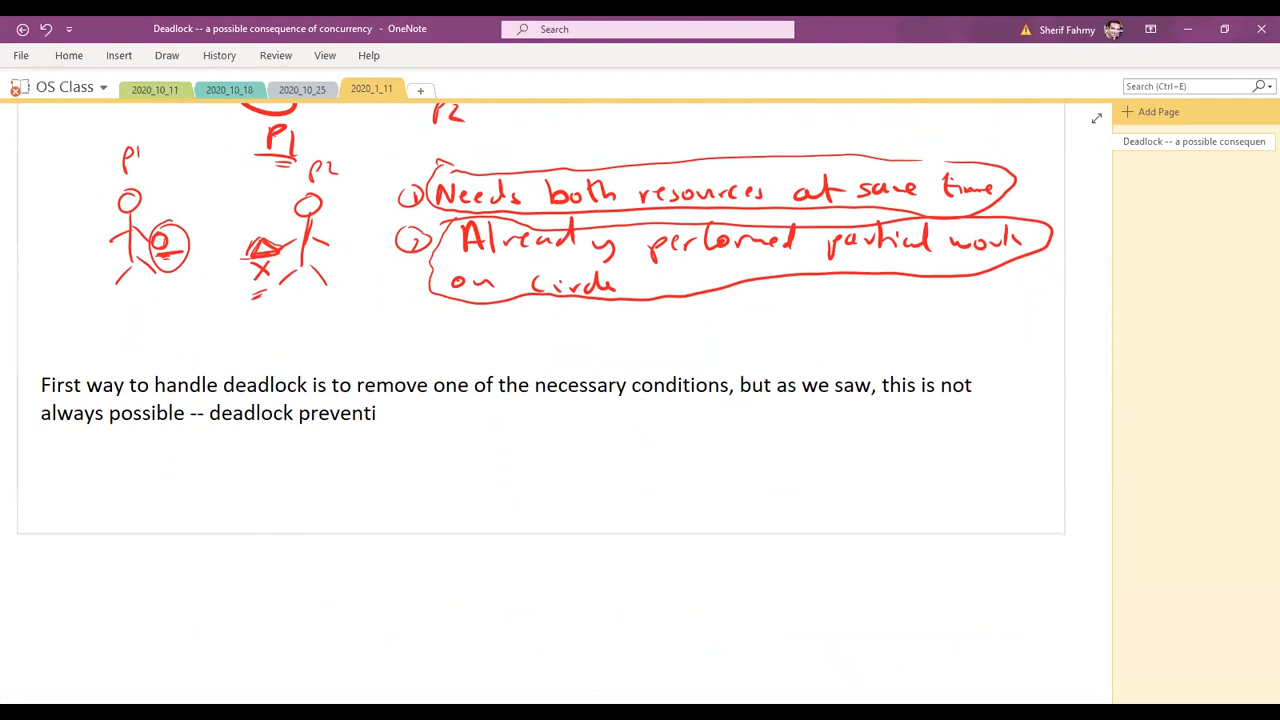 Deadlock -- a possible consequence of concurrency - OneNote
Search
Sherif Fahmy
File Home Insert Draw History Review View Help
OS Class
2020_10_11 2020_10_18 2020_10_25 2020_1_11
Search (Ctrl+E)
Add Page
Deadlock -- a possible consequen
P2
P1
P1
P2
1 Needs both resources at same time
2 Already performed partial work
on circle
X
First way to handle deadlock is to remove one of the necessary conditions, but as we saw, this is not
always possible -- deadlock preventi